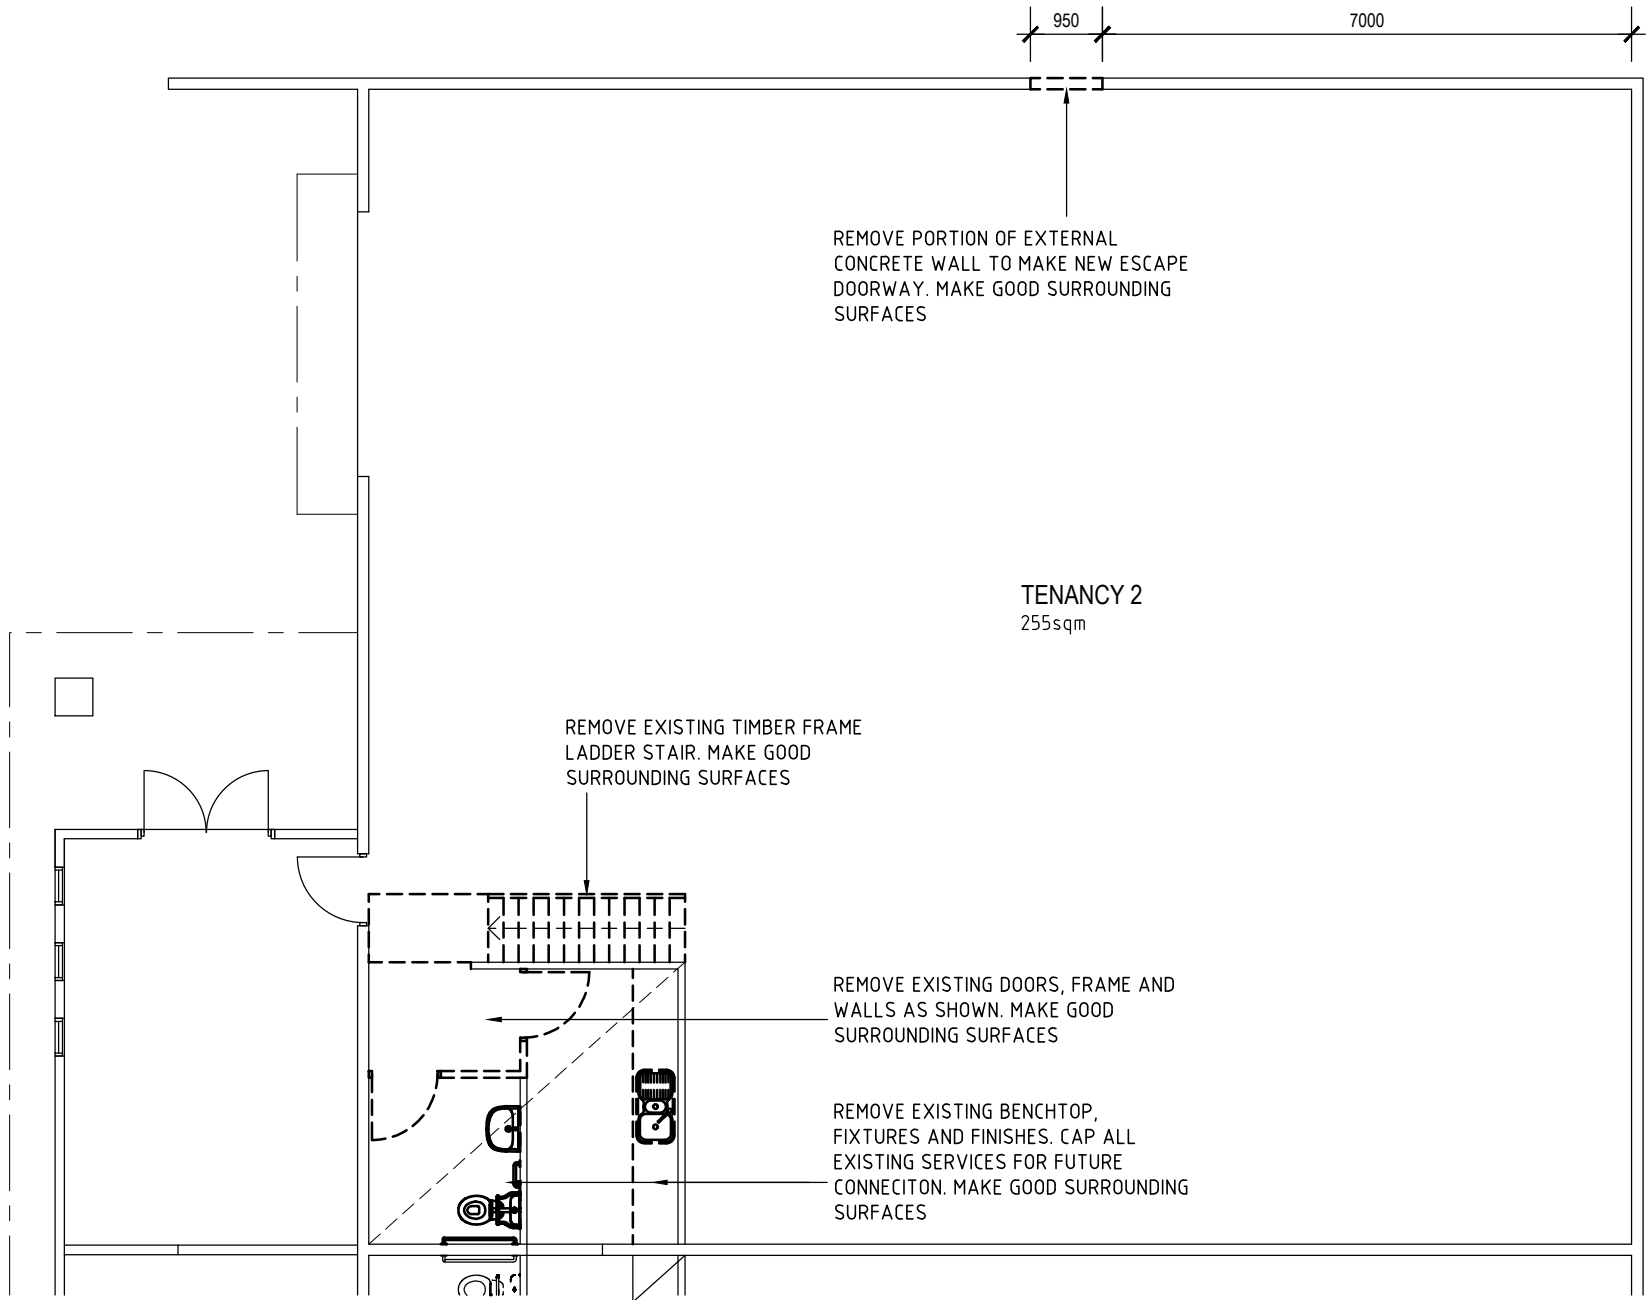 950
7000
REMOVE PORTION OF EXTERNAL
CONCRETE WALL TO MAKE NEW ESCAPE
DOORWAY. MAKE GOOD SURROUNDING
SURFACES
TENANCY 2
255sqm
REMOVE EXISTING TIMBER FRAME
LADDER STAIR. MAKE GOOD
SURROUNDING SURFACES
REMOVE EXISTING DOORS, FRAME AND
WALLS AS SHOWN. MAKE GOOD
SURROUNDING SURFACES
REMOVE EXISTING BENCHTOP,
FIXTURES AND FINISHES. CAP ALL
EXISTING SERVICES FOR FUTURE
CONNECITON. MAKE GOOD SURROUNDING
SURFACES